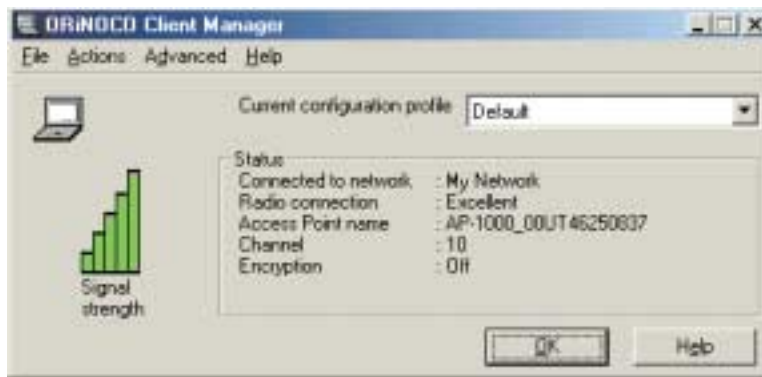 ORiNOCO Client Manager
File Actions Advanced Help
Current configuration profile Default
Status
Connected to network : My Network
Radio connection : Excellent
Access Point name : AP-1000_00UT46250837
Channel : 10
Encryption : Off
Signal
strength
OK Help